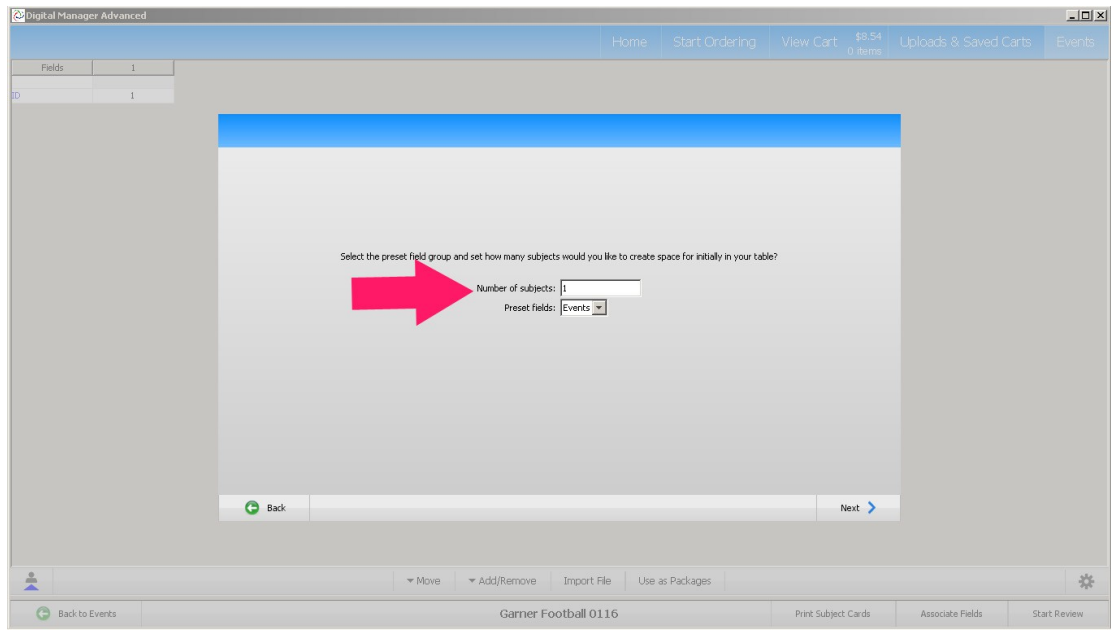 Digital Manager Advanced
Home Start Ordering View Cart $8.54 0 items Uploads & Saved Carts Events
Fields 1
ID 1
Select the preset field group and set how many subjects would you like to create space for initially in your table?
Number of subjects: 1
Preset fields: Events
Back Next
Move Add/Remove Import File Use as Packages
Back to Events Garner Football 0116 Print Subject Cards Associate Fields Start Review